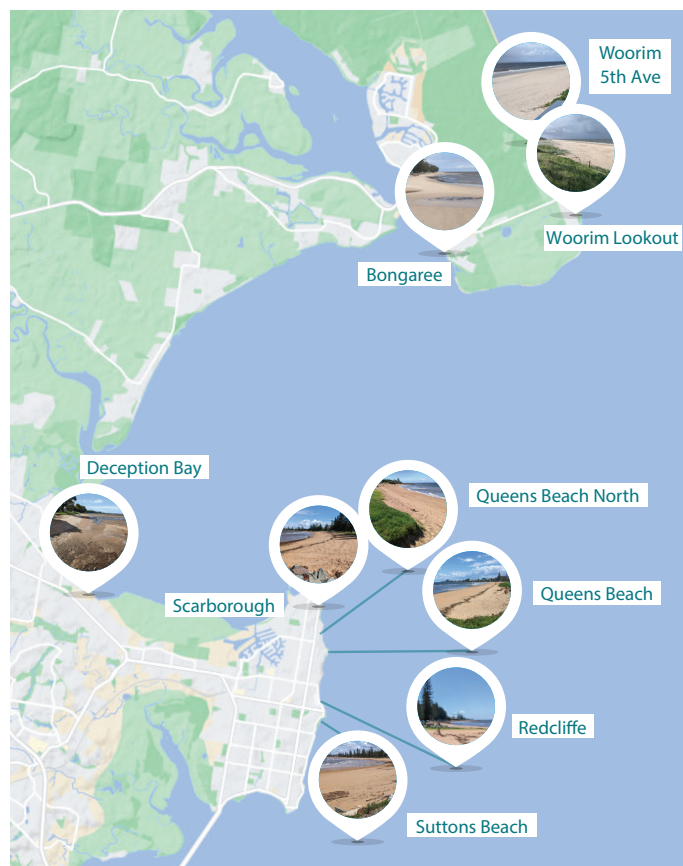 Woorim
5th Ave
Woorim Lookout
Bongaree
Deception Bay
Queens Beach North
Queens Beach
Scarborough
Redcliffe
Suttons Beach